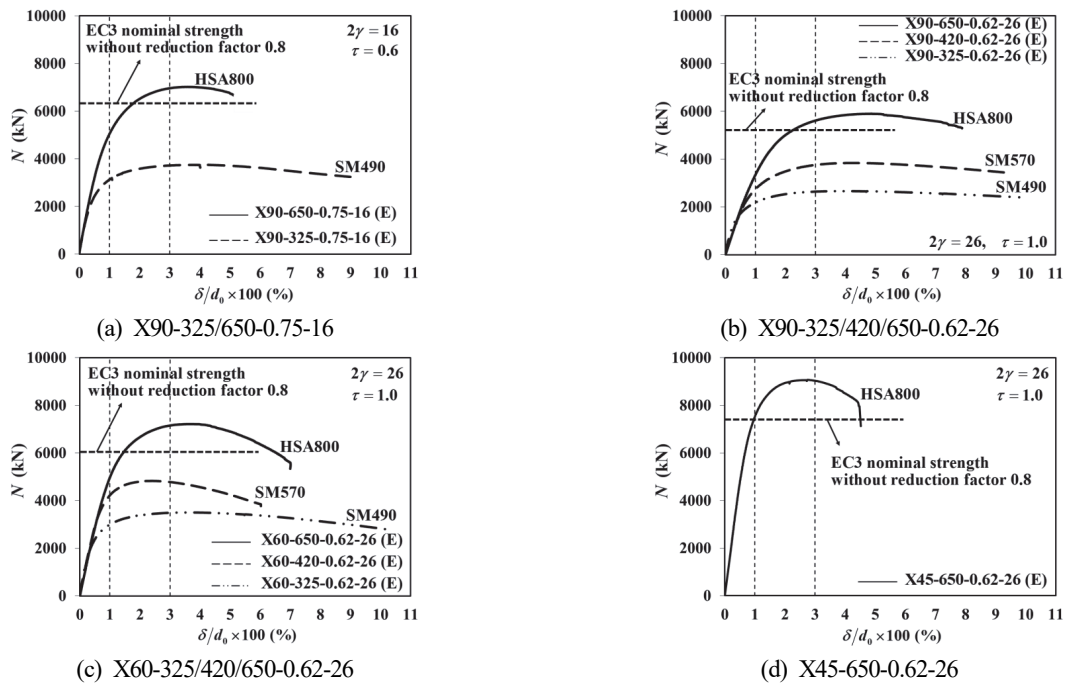 10000
8000
6000
4000
2000
0
N (kN)
EC3 nominal strength
without reduction factor 0.8
2γ = 16
τ = 0.6
HSA800
SM490
X90-650-0.75-16 (E)
X90-325-0.75-16 (E)
0 1 2 3 4 5 6 7 8 9 10 11
δ/d₀ ×100 (%)
(a) X90-325/650-0.75-16
10000
8000
6000
4000
2000
0
N (kN)
X90-650-0.62-26 (E)
X90-420-0.62-26 (E)
X90-325-0.62-26 (E)
EC3 nominal strength
without reduction factor 0.8
HSA800
SM570
SM490
2γ = 26, τ = 1.0
0 1 2 3 4 5 6 7 8 9 10 11
δ/d₀ ×100 (%)
(b) X90-325/420/650-0.62-26
10000
8000
6000
4000
2000
0
N (kN)
EC3 nominal strength
without reduction factor 0.8
2γ = 26
τ = 1.0
HSA800
SM570
SM490
X60-650-0.62-26 (E)
X60-420-0.62-26 (E)
X60-325-0.62-26 (E)
0 1 2 3 4 5 6 7 8 9 10 11
δ/d₀ ×100 (%)
(c) X60-325/420/650-0.62-26
10000
8000
6000
4000
2000
0
N (kN)
2γ = 26
τ = 1.0
HSA800
EC3 nominal strength
without reduction factor 0.8
X45-650-0.62-26 (E)
0 1 2 3 4 5 6 7 8 9 10 11
δ/d₀ ×100 (%)
(d) X45-650-0.62-26